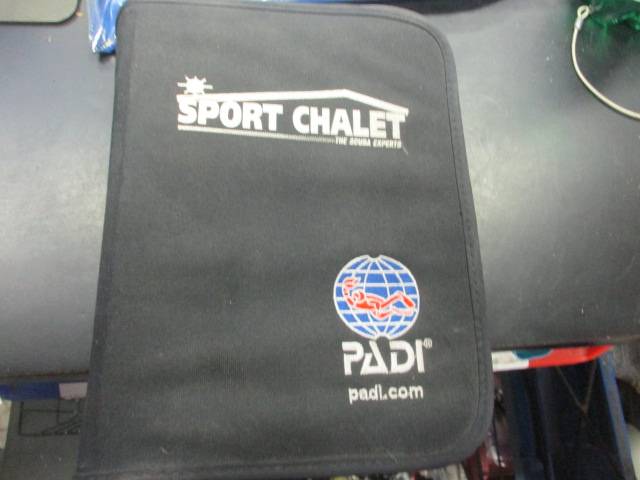 SPORT CHALET
THE SCUBA EXPERTS
PADI®
padi.com